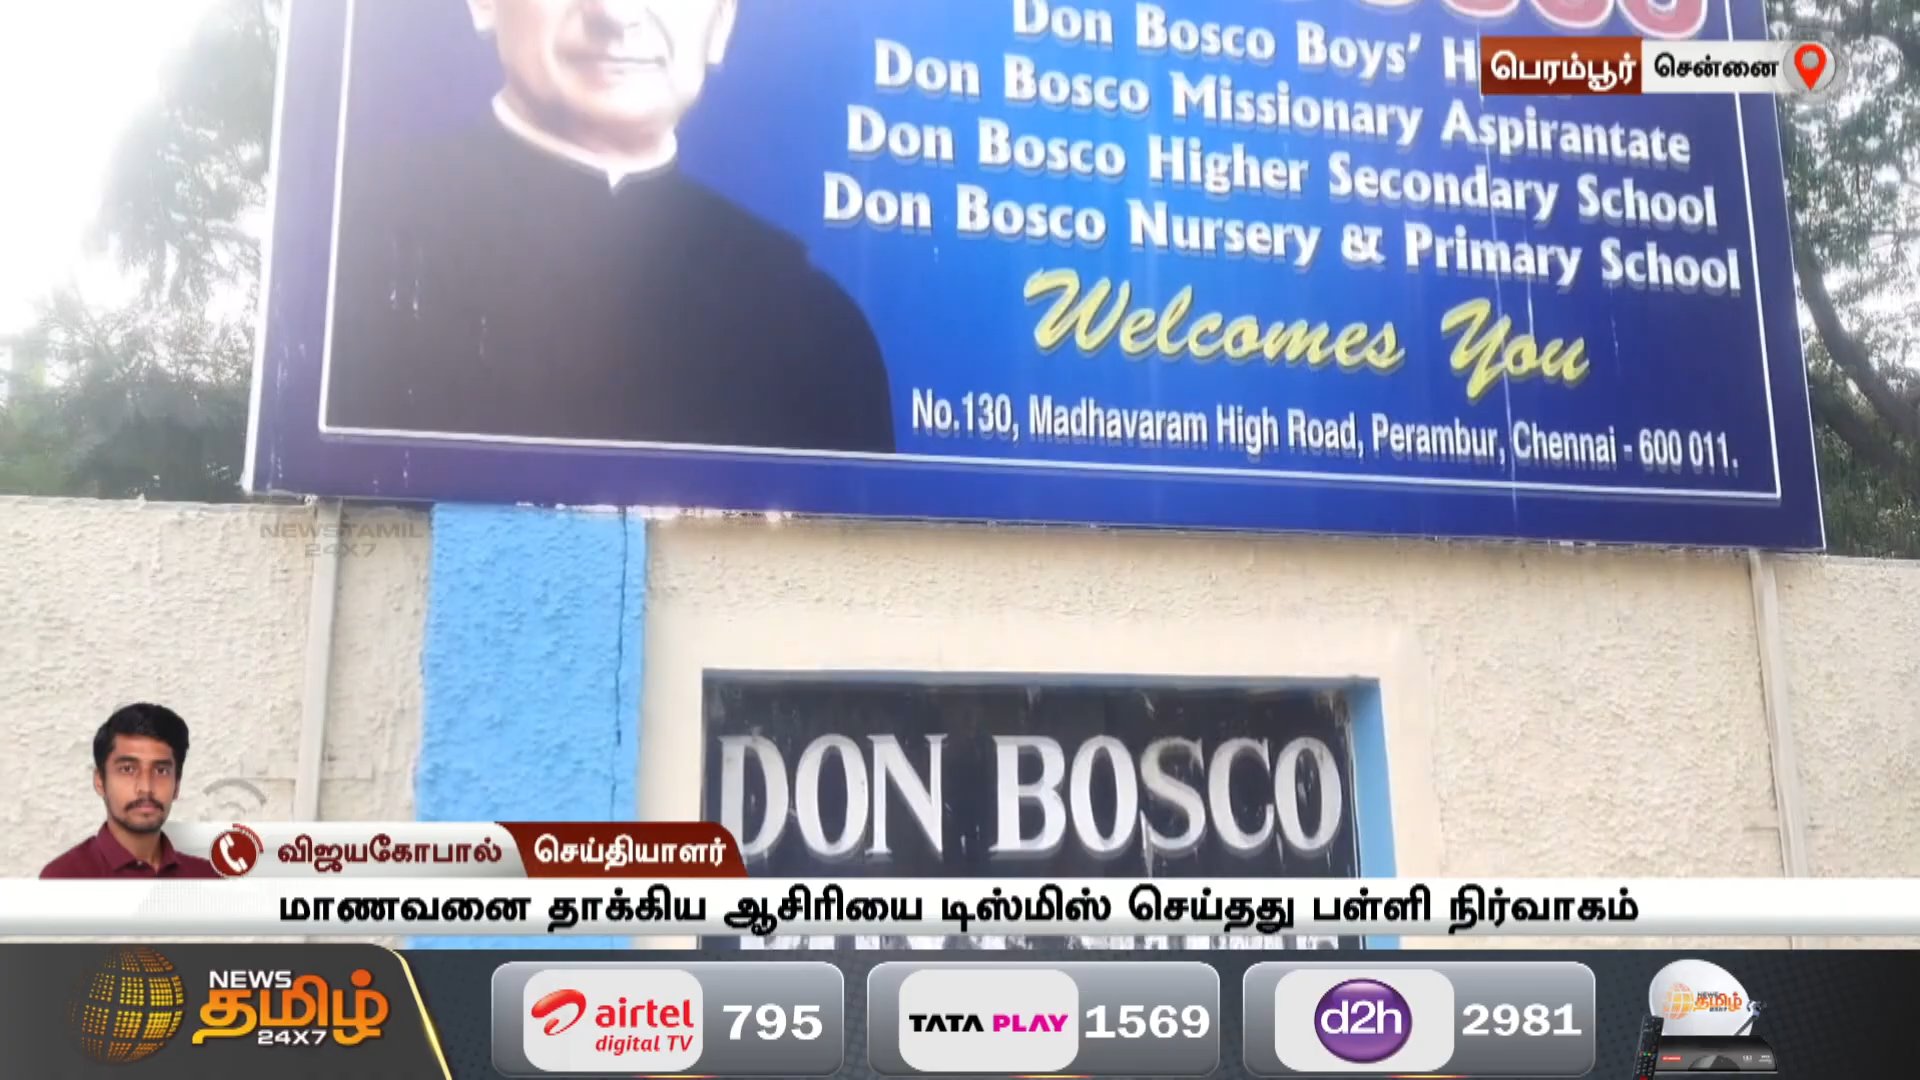 Don Bosco Boys'
Don Bosco Missionary Aspirantate
Don Bosco Higher Secondary School
Don Bosco Nursery & Primary School
Welcomes You
No.130, Madhavaram High Road, Perambur, Chennai - 600 011.
பெரம்பூர் சென்னை
NEWSTAMIL
24X7
DON BOSCO
விஜயகோபால் செய்தியாளர்
மாணவனை தாக்கிய ஆசிரியை டிஸ்மிஸ் செய்தது பள்ளி நிர்வாகம்
NEWS
தமிழ்
24X7
airtel
digital TV
795
TATA PLAY
1569
d2h
2981